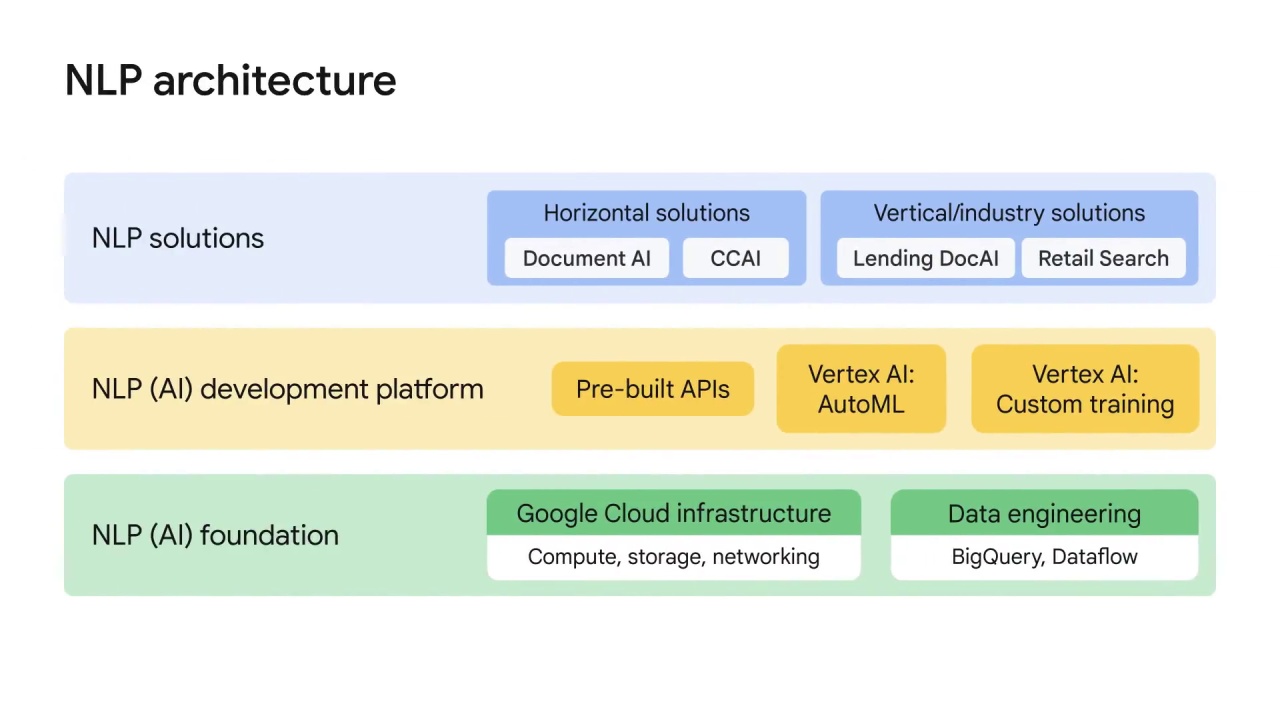 NLP architecture
NLP solutions
Horizontal solutions
Document AI
CCAI
Vertical/industry solutions
Lending DocAI
Retail Search
NLP (AI) development platform
Pre-built APIs
Vertex AI:
AutoML
Vertex AI:
Custom training
NLP (AI) foundation
Google Cloud infrastructure
Compute, storage, networking
Data engineering
BigQuery, Dataflow